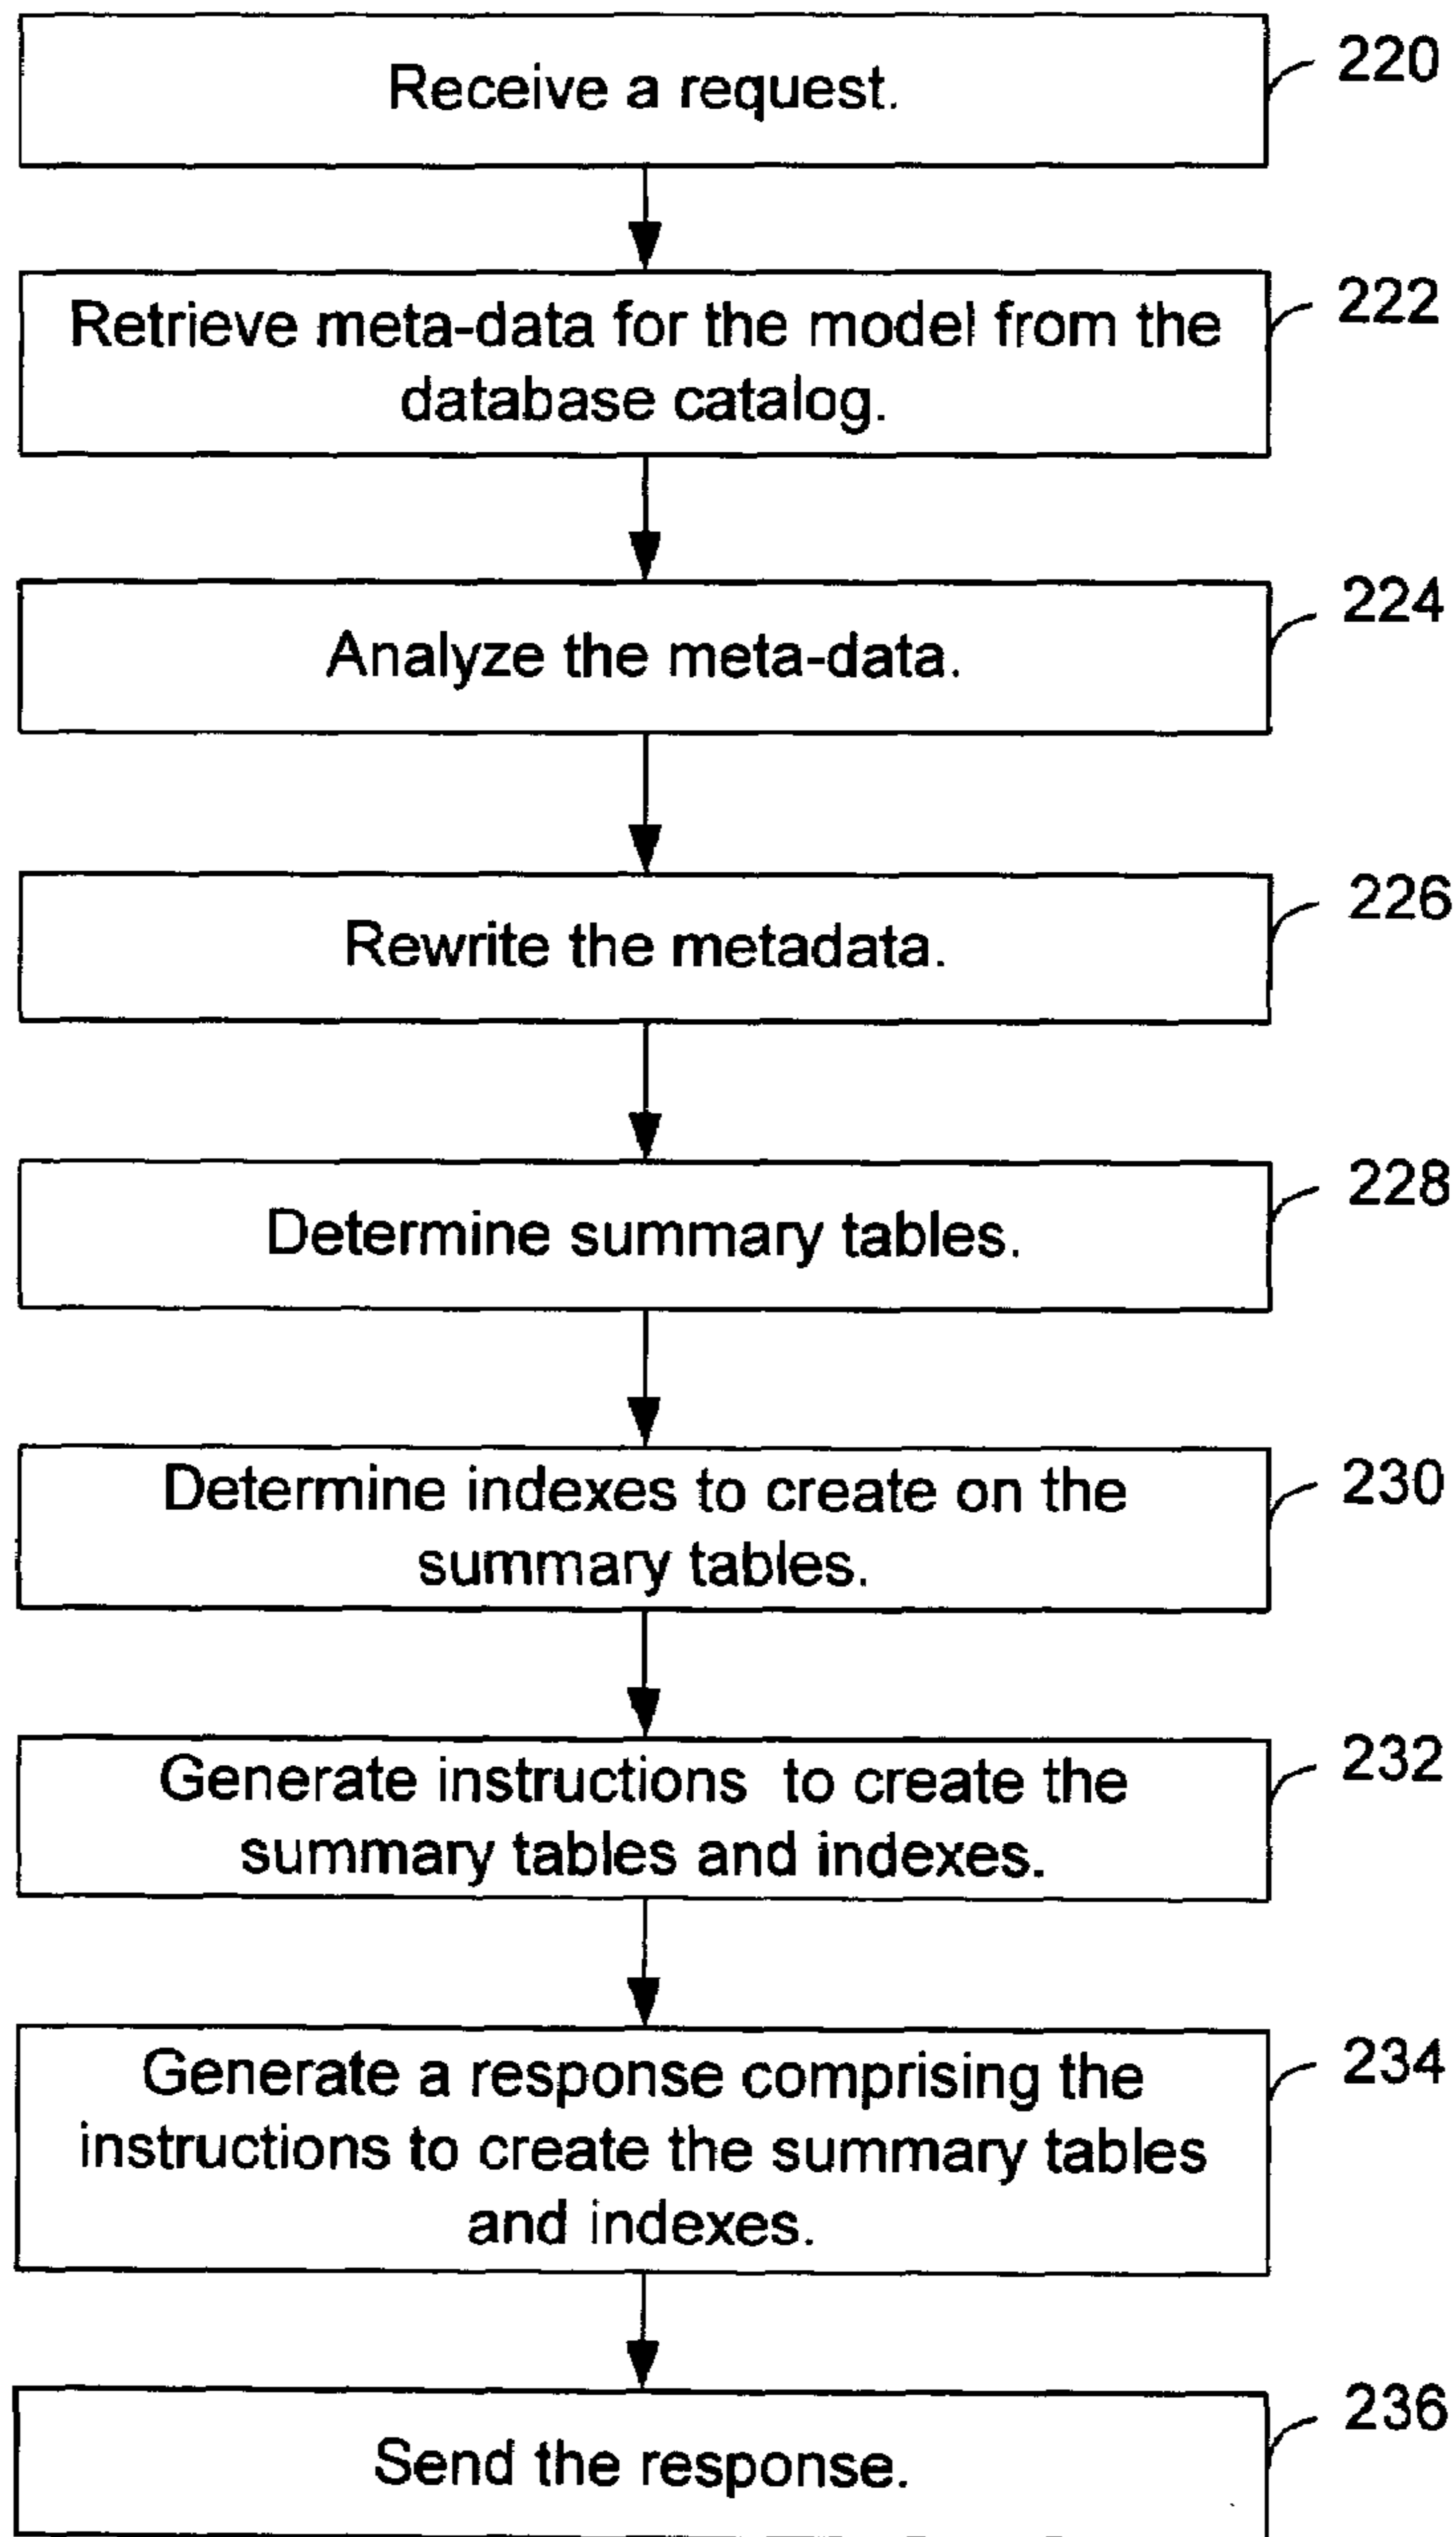 Receive a request.
220
Retrieve meta-data for the model from the
database catalog.
222
Analyze the meta-data.
224
Rewrite the metadata.
226
Determine summary tables.
228
Determine indexes to create on the
summary tables.
230
Generate instructions to create the
summary tables and indexes.
232
Generate a response comprising the
instructions to create the summary tables
and indexes.
234
Send the response.
236